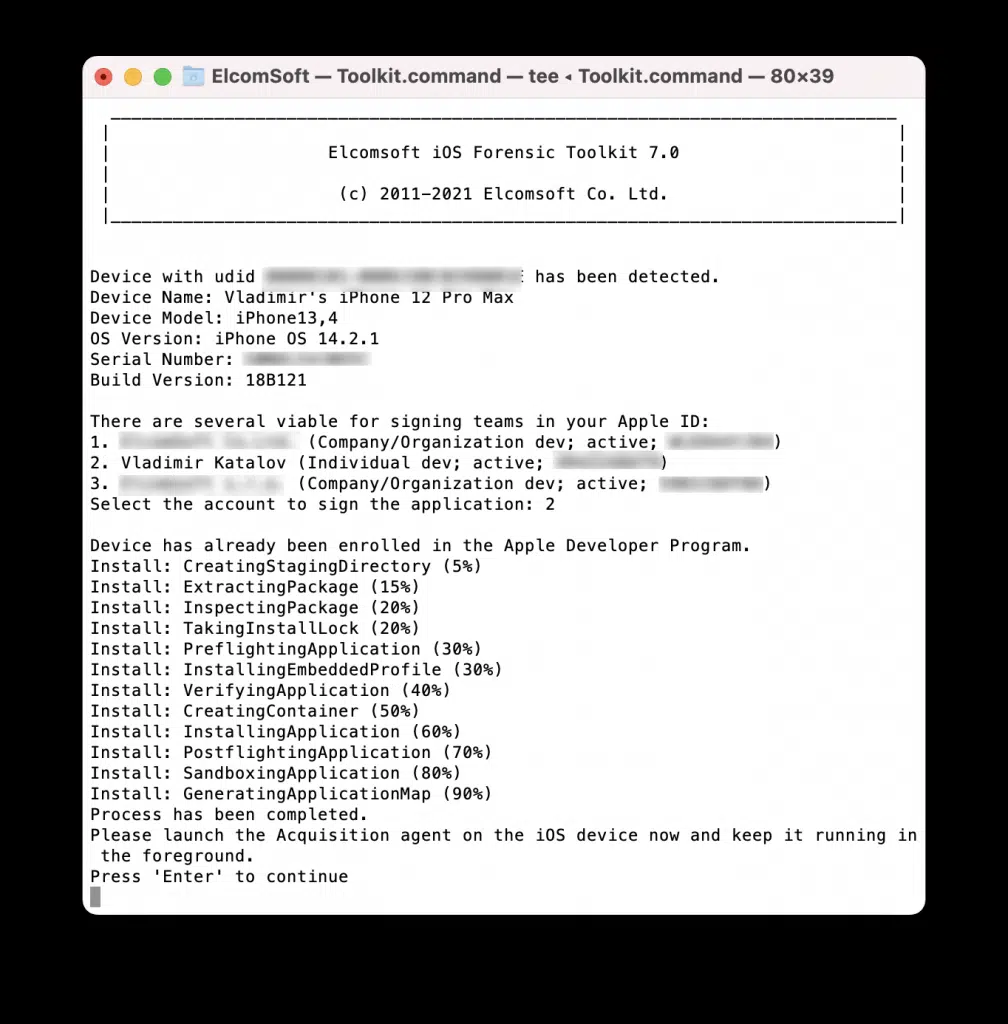 ElcomSoft — Toolkit.command — tee ◂ Toolkit.command — 80×39
Elcomsoft iOS Forensic Toolkit 7.0
(c) 2011-2021 Elcomsoft Co. Ltd.
Device with udid has been detected.
Device Name: Vladimir's iPhone 12 Pro Max
Device Model: iPhone13,4
OS Version: iPhone OS 14.2.1
Serial Number:
Build Version: 18B121
There are several viable for signing teams in your Apple ID:
1. (Company/Organization dev; active; )
2. Vladimir Katalov (Individual dev; active; )
3. (Company/Organization dev; active; )
Select the account to sign the application: 2
Device has already been enrolled in the Apple Developer Program.
Install: CreatingStagingDirectory (5%)
Install: ExtractingPackage (15%)
Install: InspectingPackage (20%)
Install: TakingInstallLock (20%)
Install: PreflightingApplication (30%)
Install: InstallingEmbeddedProfile (30%)
Install: VerifyingApplication (40%)
Install: CreatingContainer (50%)
Install: InstallingApplication (60%)
Install: PostflightingApplication (70%)
Install: SandboxingApplication (80%)
Install: GeneratingApplicationMap (90%)
Process has been completed.
Please launch the Acquisition agent on the iOS device now and keep it running in
the foreground.
Press 'Enter' to continue